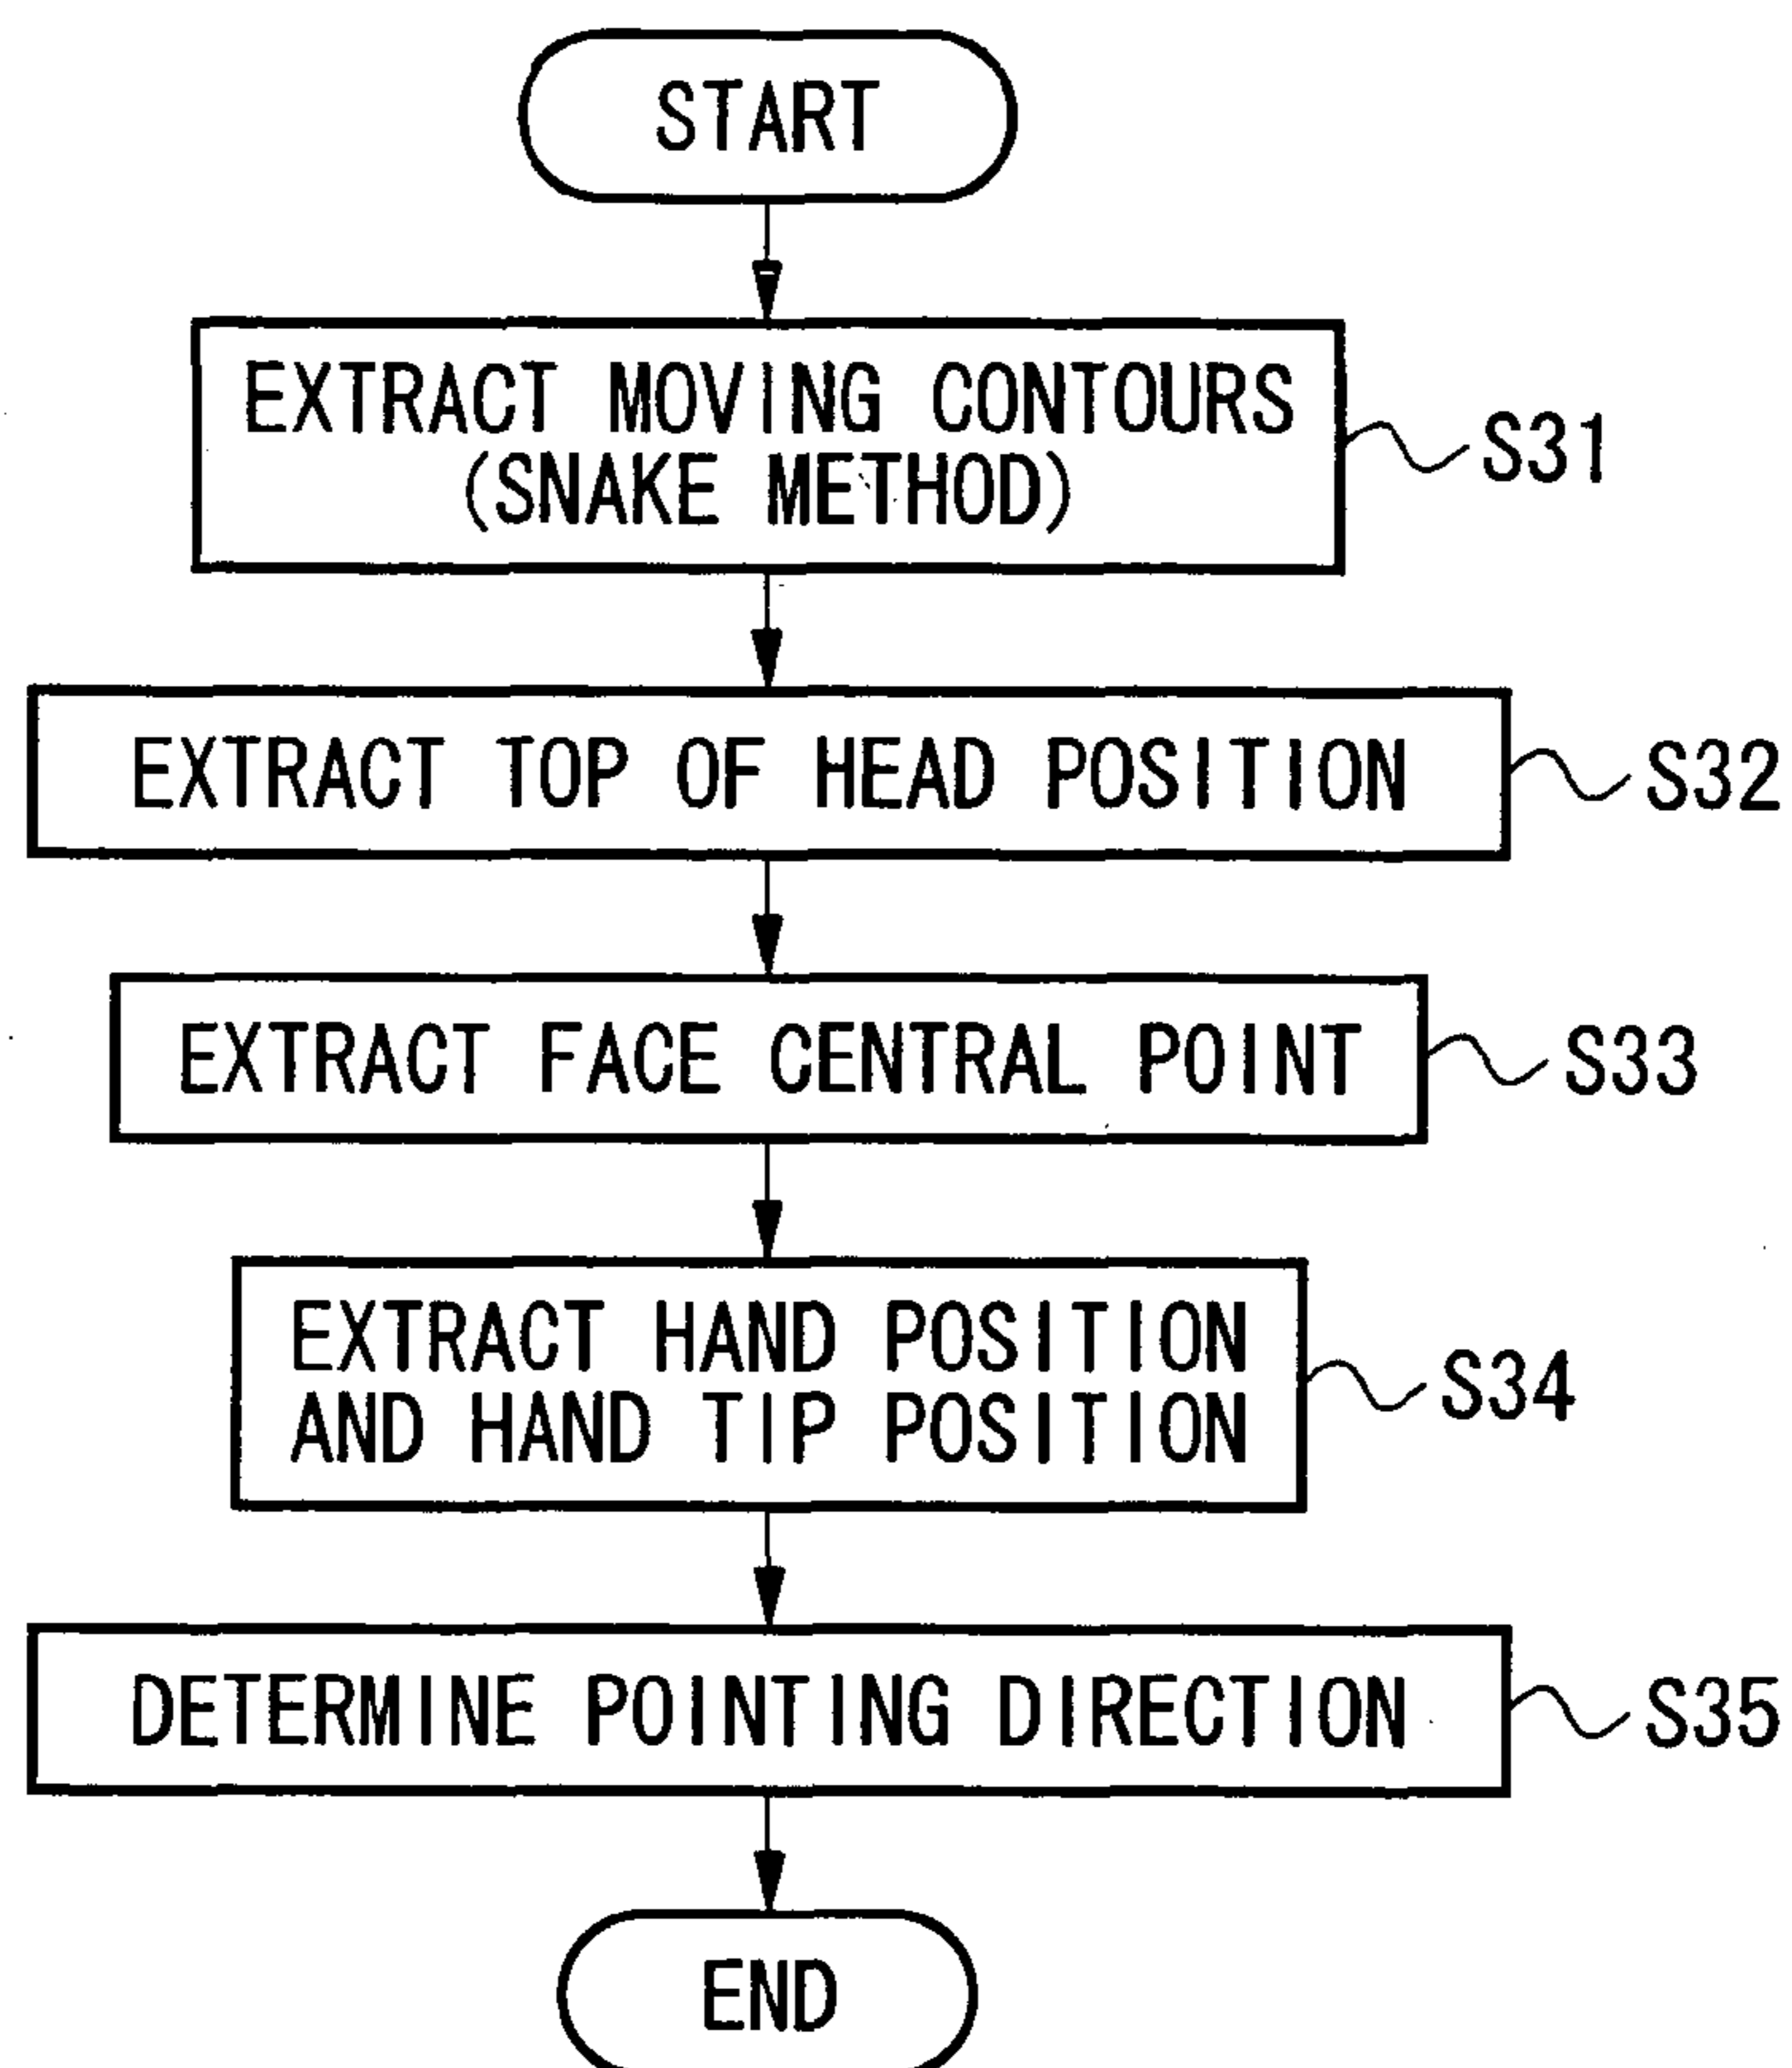 START
EXTRACT MOVING CONTOURS
(SNAKE METHOD)
S31
EXTRACT TOP OF HEAD POSITION
S32
EXTRACT FACE CENTRAL POINT
S33
EXTRACT HAND POSITION
AND HAND TIP POSITION
S34
DETERMINE POINTING DIRECTION
S35
END